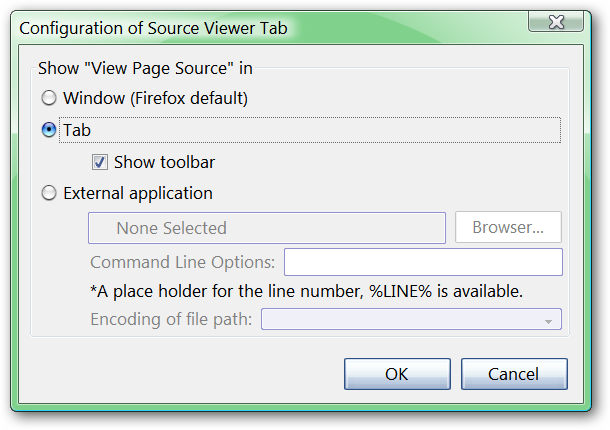 Configuration of Source Viewer Tab
Show "View Page Source" in
Window (Firefox default)
Tab
Show toolbar
External application
None Selected Browser...
Command Line Options:
*A place holder for the line number, %LINE% is available.
Encoding of file path:
OK Cancel